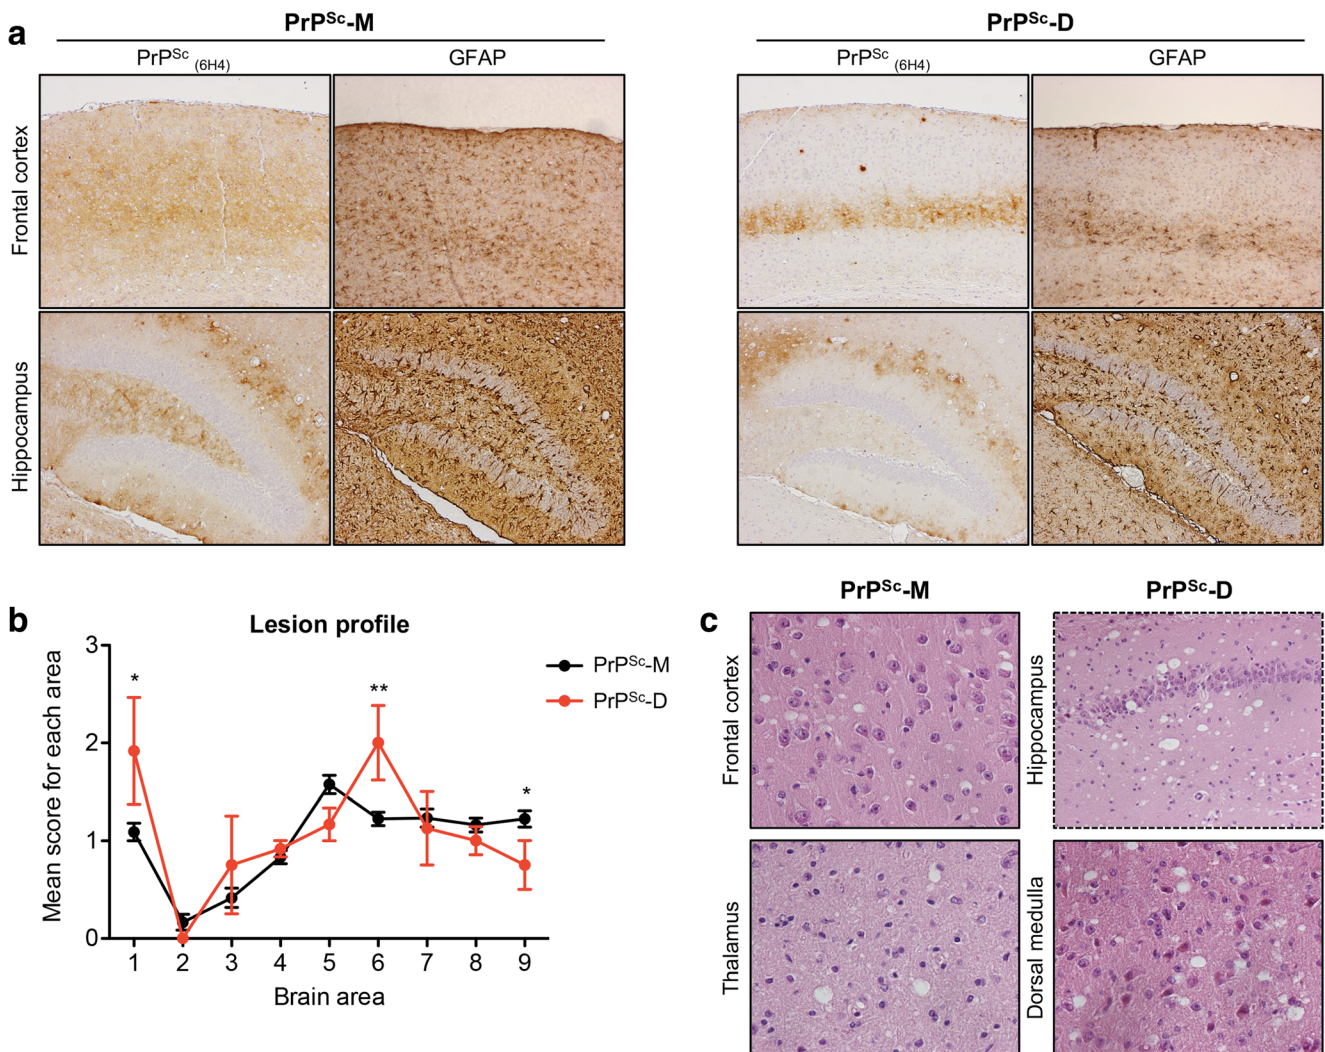 a
PrPSc-M
PrPSc-D
PrPSc (6H4)
GFAP
PrPSc (6H4)
GFAP
Frontal cortex
Hippocampus
b
Lesion profile
Mean score for each area
3
2
1
0
*
**
*
PrPSc-M
PrPSc-D
1 2 3 4 5 6 7 8 9
Brain area
c
PrPSc-M
PrPSc-D
Frontal cortex
Hippocampus
Thalamus
Dorsal medulla